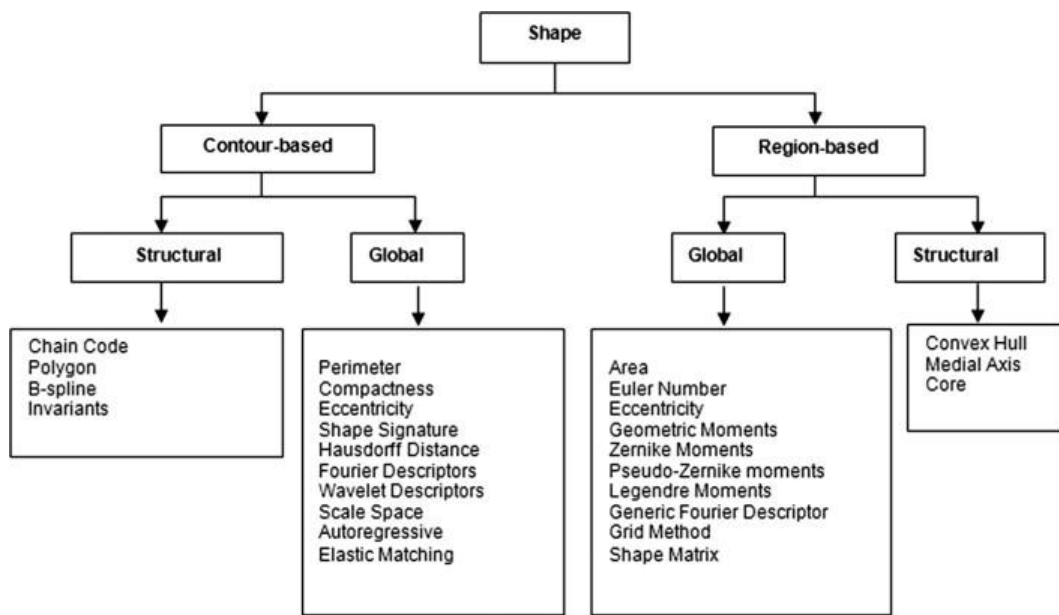 Shape
Contour-based
Region-based
Structural
Global
Global
Structural
Chain Code
Polygon
B-spline
Invariants
Perimeter
Compactness
Eccentricity
Shape Signature
Hausdorff Distance
Fourier Descriptors
Wavelet Descriptors
Scale Space
Autoregressive
Elastic Matching
Area
Euler Number
Eccentricity
Geometric Moments
Zernike Moments
Pseudo-Zernike moments
Legendre Moments
Generic Fourier Descriptor
Grid Method
Shape Matrix
Convex Hull
Medial Axis
Core